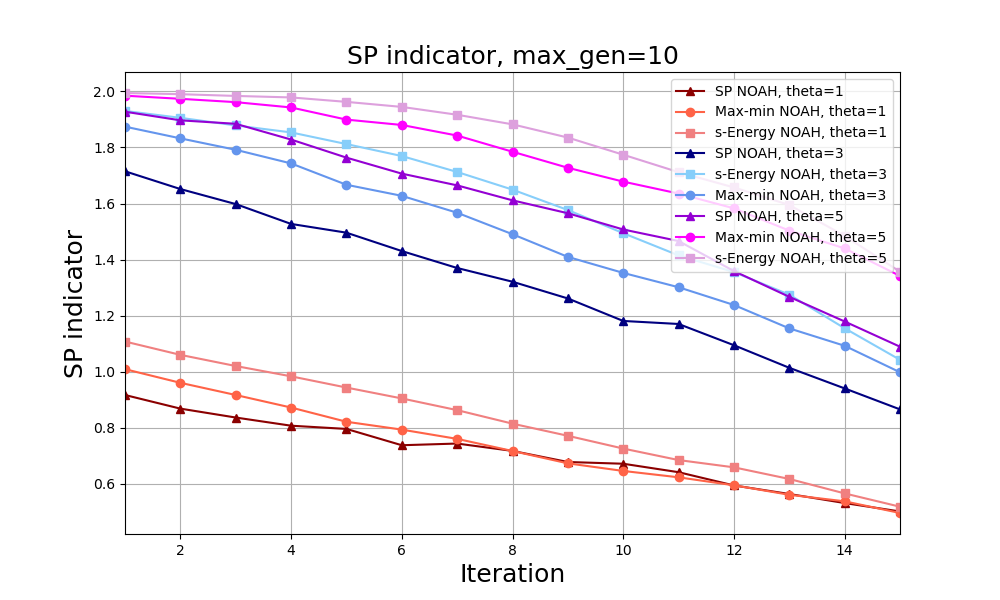 SP indicator, max_gen=10
SP indicator
2.0
1.8
1.6
1.4
1.2
1.0
0.8
0.6
SP NOAH, theta=1
Max-min NOAH, theta=1
s-Energy NOAH, theta=1
SP NOAH, theta=3
s-Energy NOAH, theta=3
Max-min NOAH, theta=3
SP NOAH, theta=5
Max-min NOAH, theta=5
s-Energy NOAH, theta=5
2 4 6 8 10 12 14
Iteration